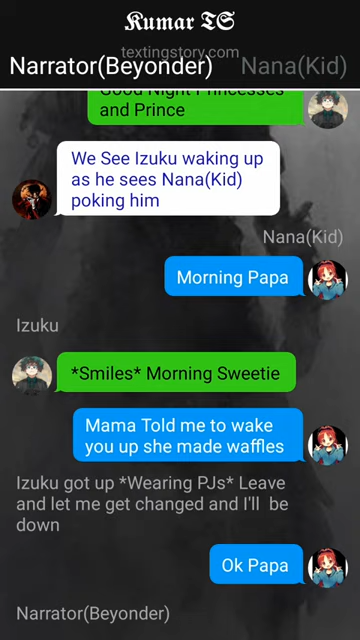 Kumar TS
textingstory.com
Narrator(Beyonder) Nana(Kid)
Good Night Princesses
and Prince
We See Izuku waking up
as he sees Nana(Kid)
poking him
Nana(Kid)
Morning Papa
Izuku
*Smiles* Morning Sweetie
Mama Told me to wake
you up she made waffles
Izuku got up *Wearing PJs* Leave
and let me get changed and I'll be
down
Ok Papa
Narrator(Beyonder)